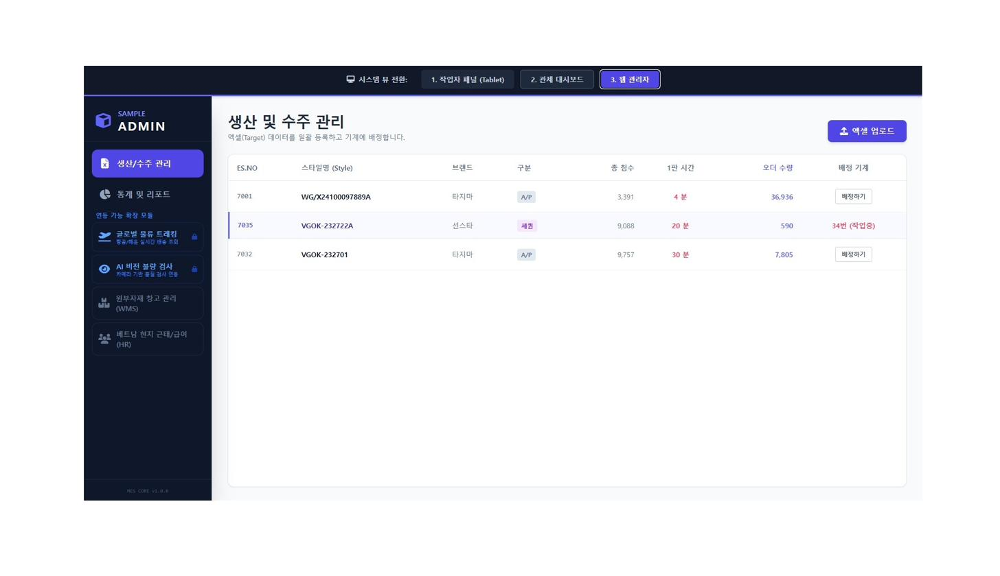 시스템 뷰 전환:
1. 작업자 패널 (Tablet)
2. 관제 대시보드
3. 웹 관리자
SAMPLE
ADMIN
생산/수주 관리
통계 및 리포트
연동 가능 확장 모듈
글로벌 물류 트래킹
항공/해운 실시간 배송 조회
AI 비전 불량 검사
카메라 기반 품질 검사 연동
원부자재 창고 관리
(WMS)
베트남 현지 근태/급여
(HR)
MES CORE v1.0.0
생산 및 수주 관리
엑셀(Target) 데이터를 일괄 등록하고 기계에 배정합니다.
엑셀 업로드
ES.NO 스타일명 (Style) 브랜드 구분 총 침수 1판 시간 오더 수량 배정 기계
7001 WG/X24100097889A 타지마 A/P 3,391 4 분 36,936 배정하기
7035 VGOK-232722A 선스타 세퀸 9,088 20 분 590 34번 (작업중)
7032 VGOK-232701 타지마 A/P 9,757 30 분 7,805 배정하기